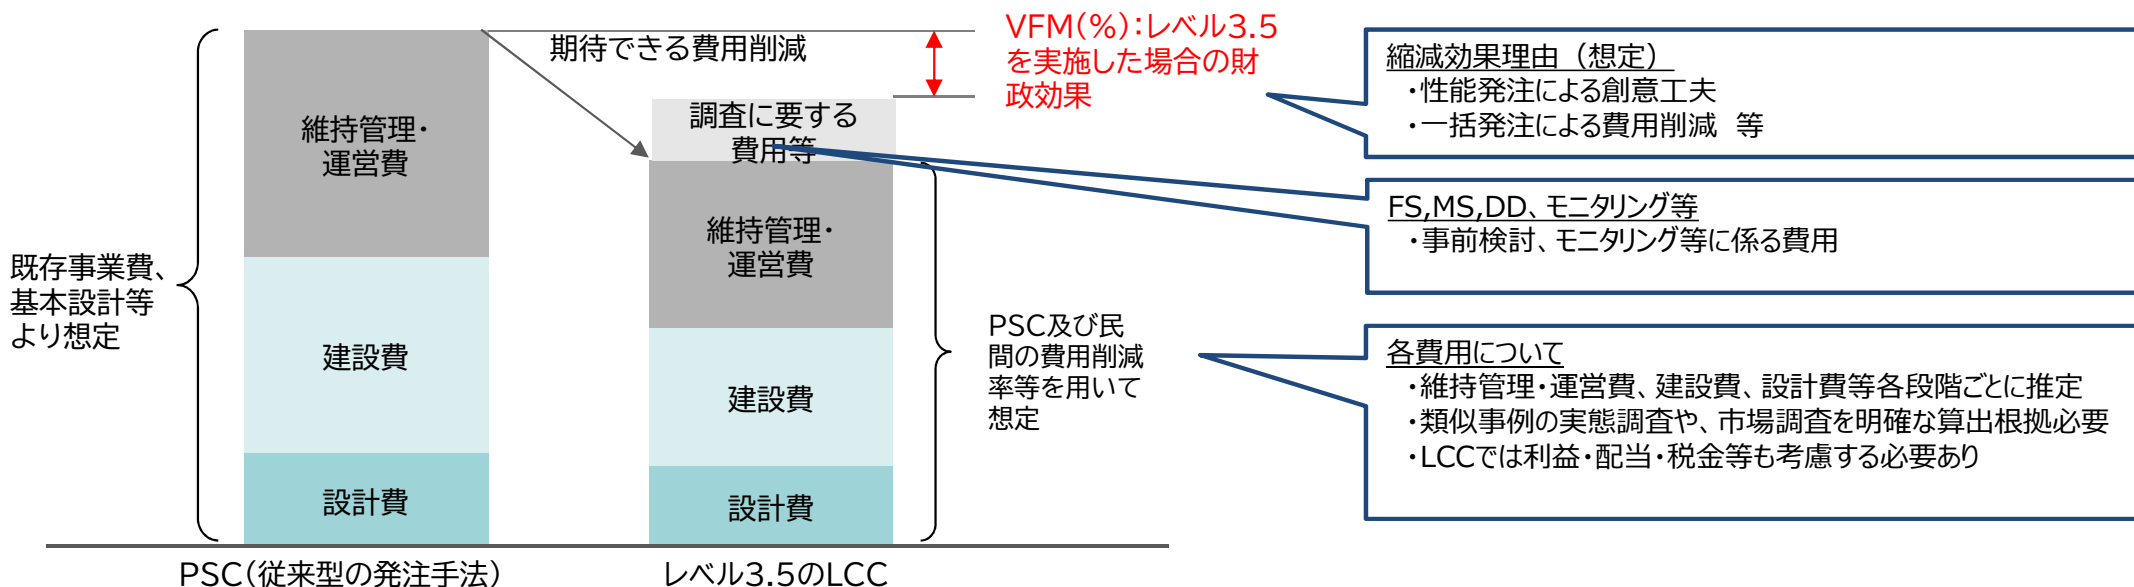 既存事業費、
基本設計等
より想定
維持管理・
運営費
建設費
設計費
PSC(従来型の発注手法)
期待できる費用削減
調査に要する
費用等
維持管理・
運営費
建設費
設計費
レベル3.5のLCC
VFM(%):レベル3.5
を実施した場合の財
政効果
PSC及び民
間の費用削減
率等を用いて
想定
縮減効果理由(想定)
・性能発注による創意工夫
・一括発注による費用削減 等
FS,MS,DD、モニタリング等
・事前検討、モニタリング等に係る費用
各費用について
・維持管理・運営費、建設費、設計費等各段階ごとに推定
・類似事例の実態調査や、市場調査を明確な算出根拠必要
・LCCでは利益・配当・税金等も考慮する必要あり